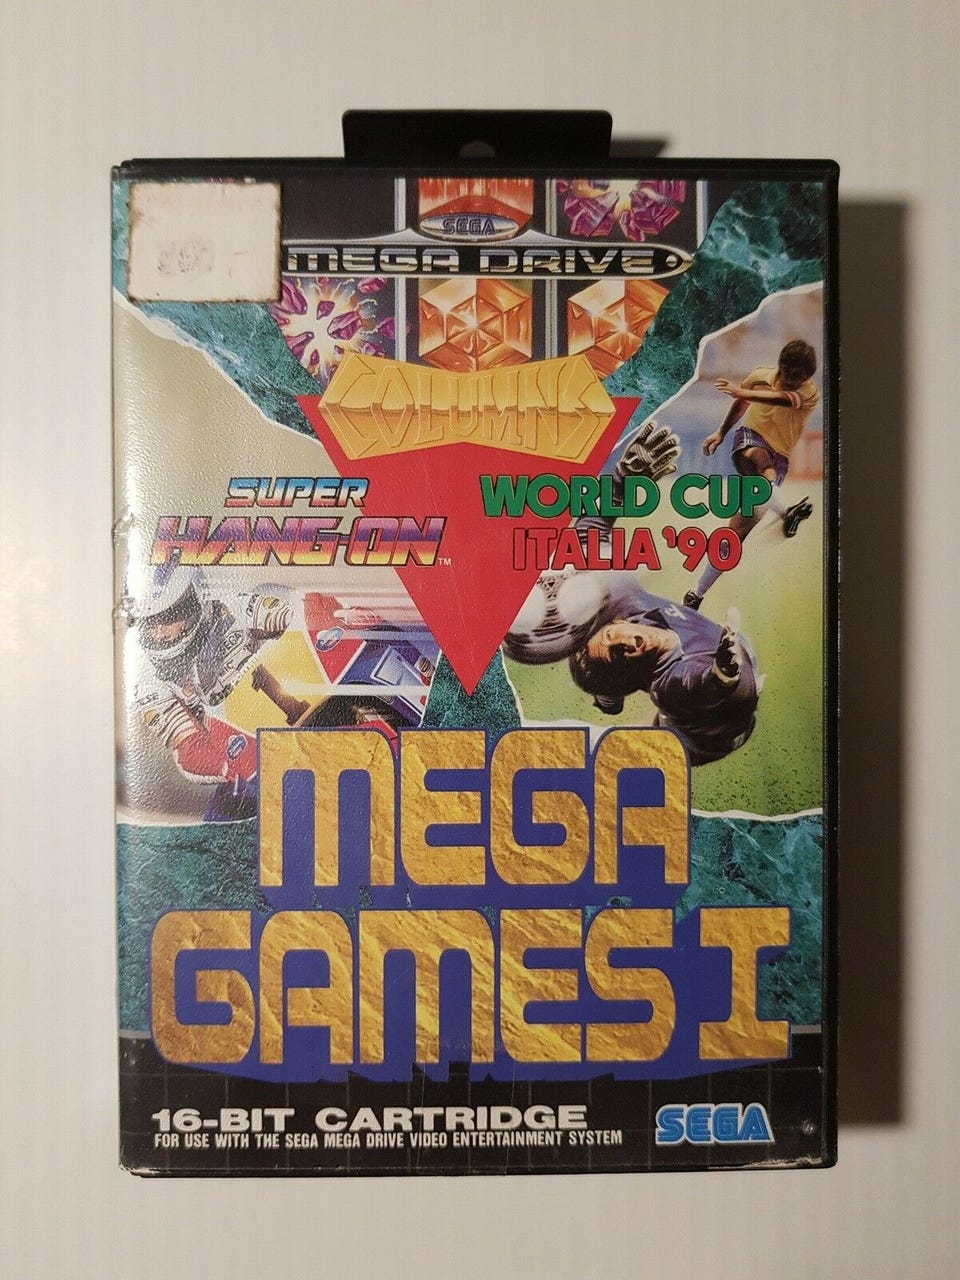 SEGA
MEGA DRIVE
COLUMNS
SUPER
HANG-ON™
WORLD CUP
ITALIA '90
MEGA
GAMES I
16-BIT CARTRIDGE
FOR USE WITH THE SEGA MEGA DRIVE VIDEO ENTERTAINMENT SYSTEM
SEGA